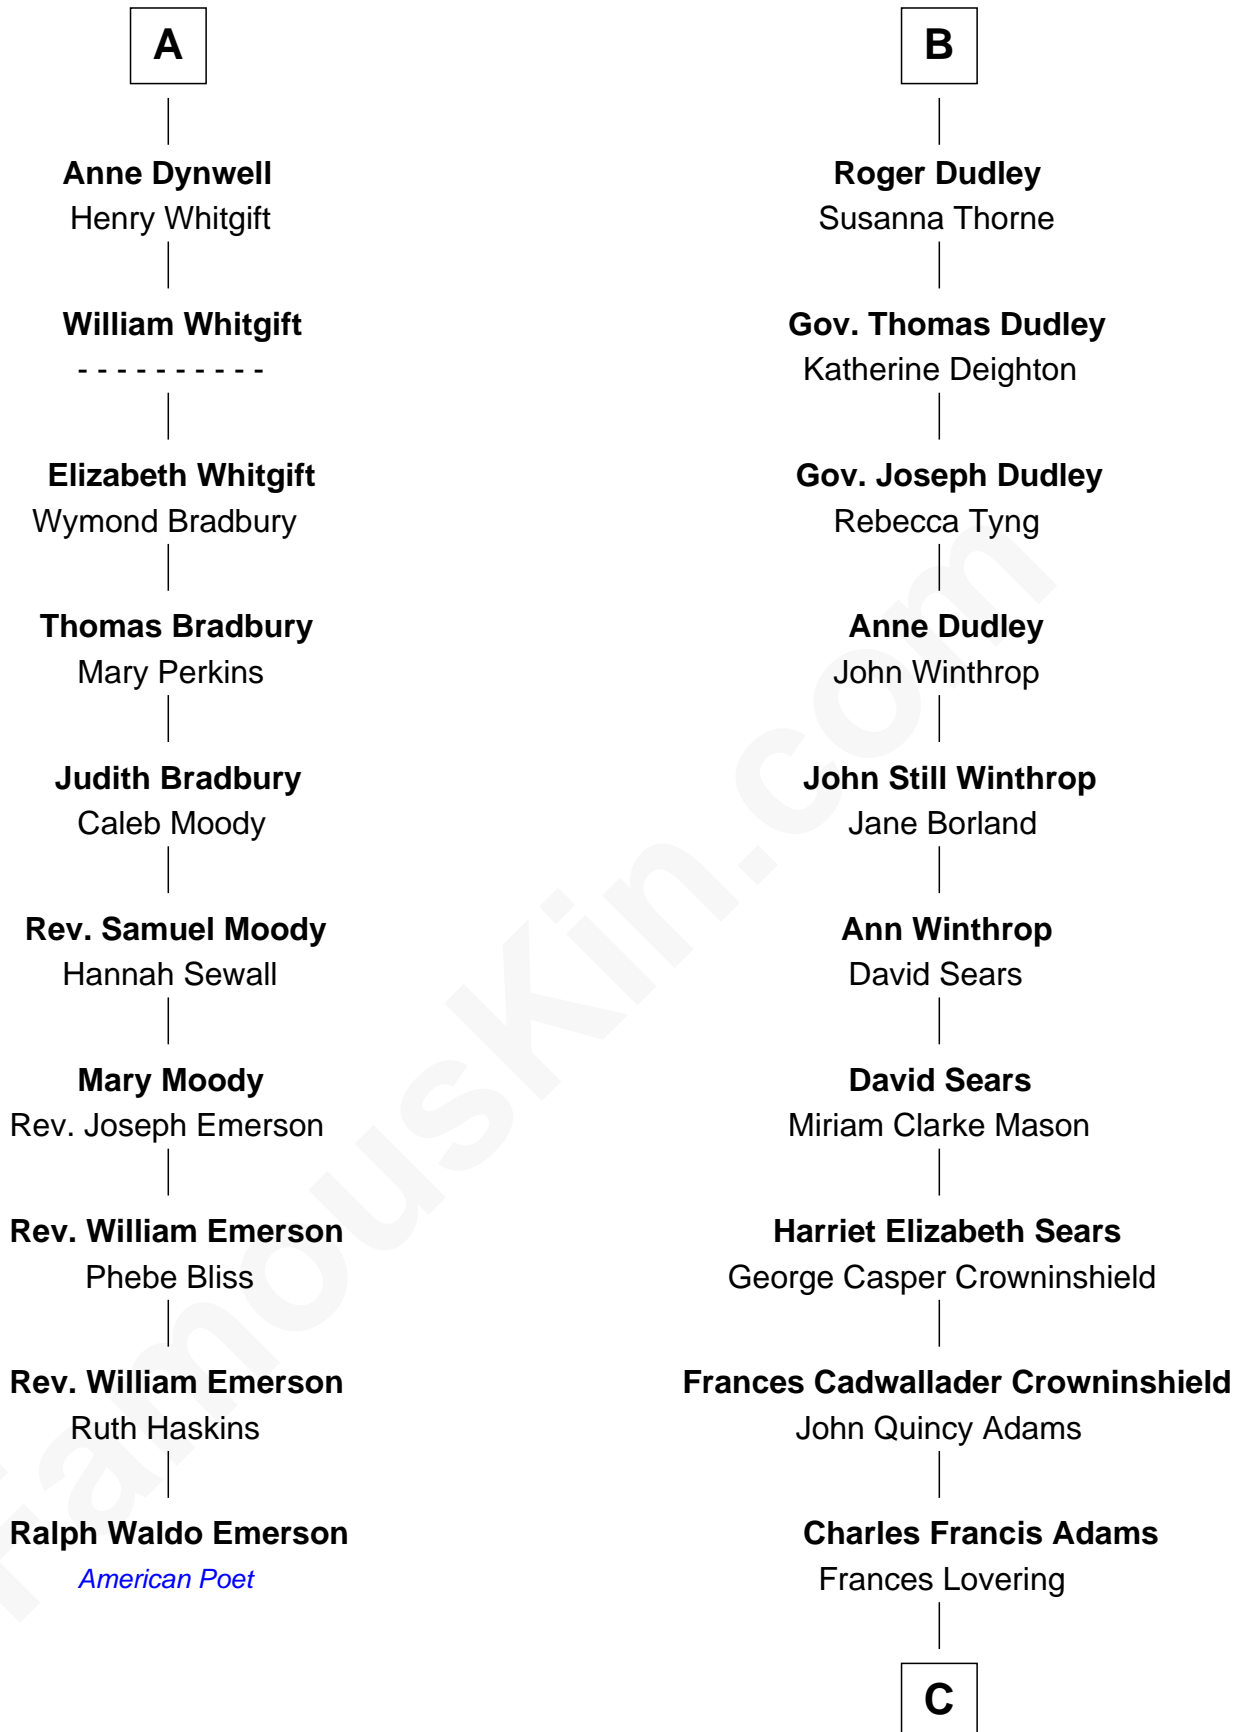 A
Anne Dynwell
Henry Whitgift
William Whitgift
- - - - - - - - - -
Elizabeth Whitgift
Wymond Bradbury
Thomas Bradbury
Mary Perkins
Judith Bradbury
Caleb Moody
Rev. Samuel Moody
Hannah Sewall
Mary Moody
Rev. Joseph Emerson
Rev. William Emerson
Phebe Bliss
Rev. William Emerson
Ruth Haskins
Ralph Waldo Emerson
American Poet
B
Roger Dudley
Susanna Thorne
Gov. Thomas Dudley
Katherine Deighton
Gov. Joseph Dudley
Rebecca Tyng
Anne Dudley
John Winthrop
John Still Winthrop
Jane Borland
Ann Winthrop
David Sears
David Sears
Miriam Clarke Mason
Harriet Elizabeth Sears
George Casper Crowninshield
Frances Cadwallader Crowninshield
John Quincy Adams
Charles Francis Adams
Frances Lovering
C
FamousKin.com